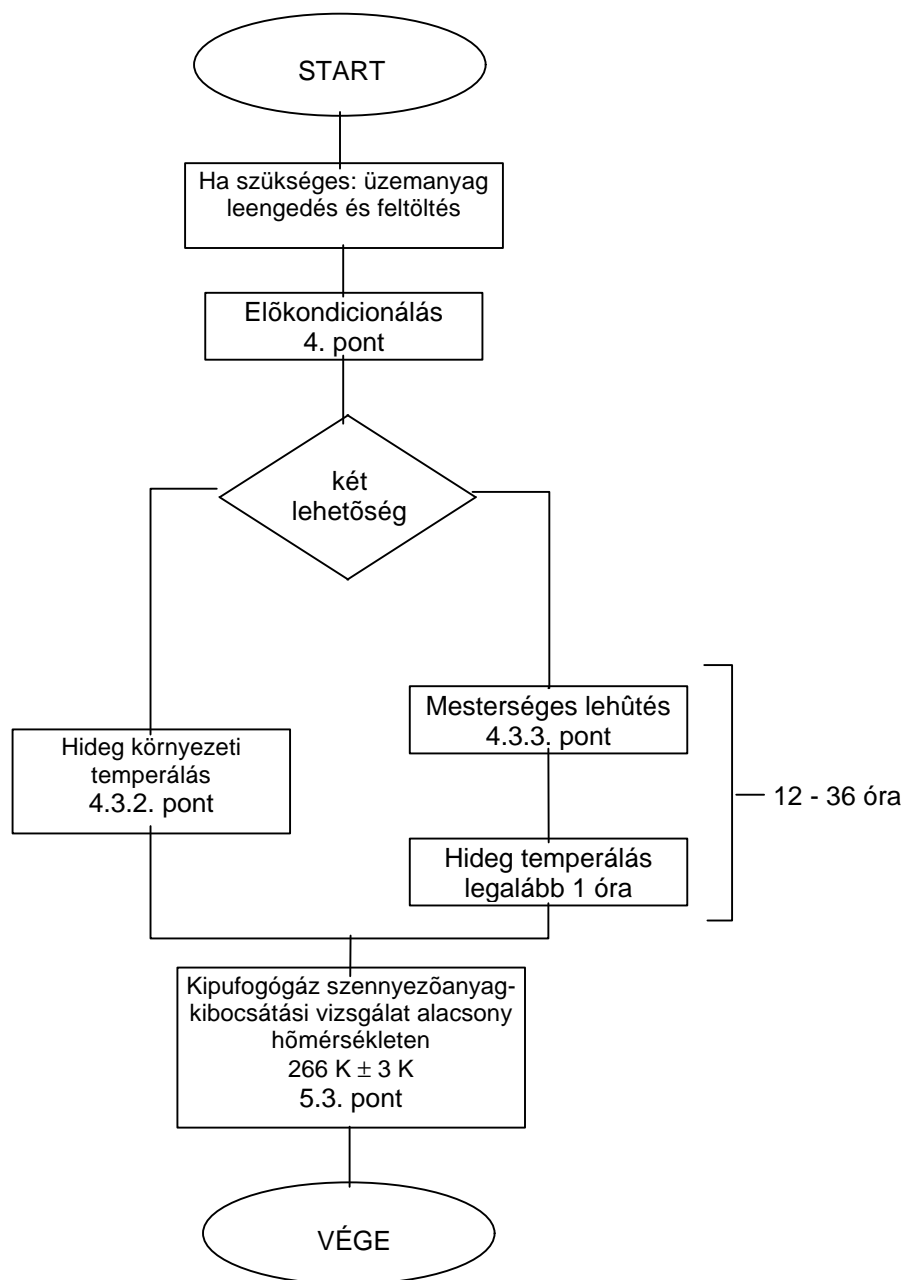 START
Ha szükséges: üzemanyag
leengedés és feltöltés
Elõkondicionálás
4. pont
két
lehetõség
Hideg környezeti
temperálás
4.3.2. pont
Mesterséges lehûtés
4.3.3. pont
Hideg temperálás
legalább 1 óra
12 - 36 óra
Kipufogógáz szennyezõanyag-
kibocsátási vizsgálat alacsony
hõmérsékleten
266 K ± 3 K
5.3. pont
VÉGE